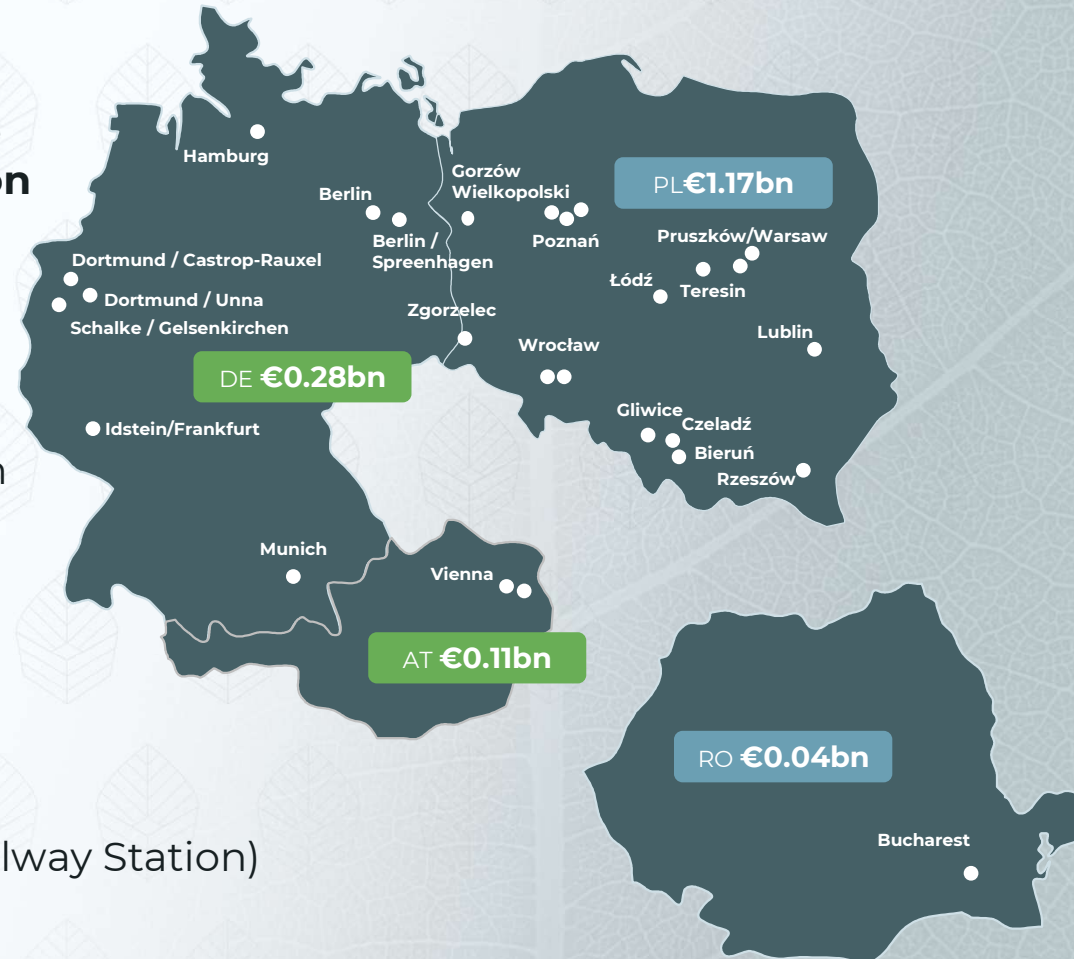 on
Hamburg
Gorzów
Wielkopolski
PL€1.17bn
Berlin
Berlin /
Spreenhagen
Poznań
Pruszków/Warsaw
Dortmund / Castrop-Rauxel
Łódź
Teresin
Dortmund / Unna
Zgorzelec
Schalke / Gelsenkirchen
Wrocław
Lublin
DE €0.28bn
Gliwice
Czeladź
Idstein/Frankfurt
Bieruń
Rzeszów
Munich
Vienna
AT €0.11bn
RO €0.04bn
Bucharest
lway Station)